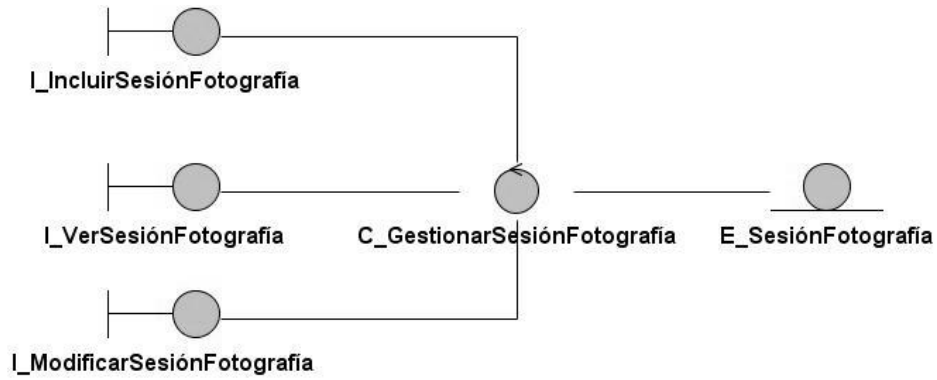 I_IncluirSesiónFotografía
I_VerSesiónFotografía
C_GestionarSesiónFotografía
E_SesiónFotografía
I_ModificarSesiónFotografía